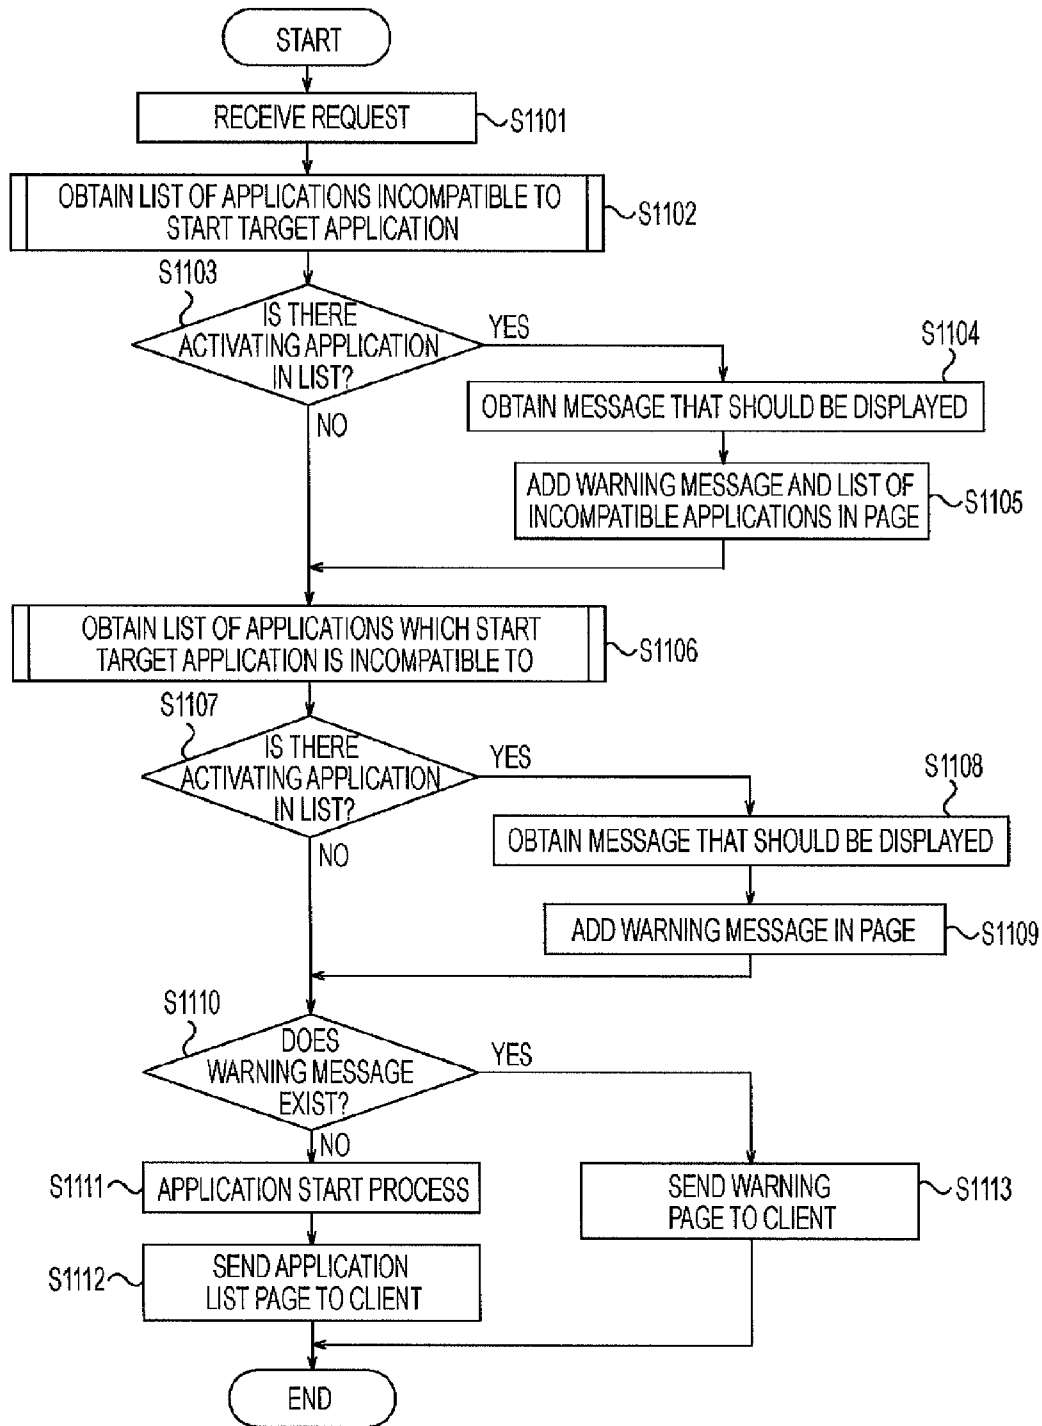 START
RECEIVE REQUEST
S1101
OBTAIN LIST OF APPLICATIONS INCOMPATIBLE TO
START TARGET APPLICATION
S1102
S1103
IS THERE
ACTIVATING APPLICATION
IN LIST?
YES
NO
S1104
OBTAIN MESSAGE THAT SHOULD BE DISPLAYED
ADD WARNING MESSAGE AND LIST OF
INCOMPATIBLE APPLICATIONS IN PAGE
S1105
OBTAIN LIST OF APPLICATIONS WHICH START
TARGET APPLICATION IS INCOMPATIBLE TO
S1106
S1107
IS THERE
ACTIVATING APPLICATION
IN LIST?
YES
NO
S1108
OBTAIN MESSAGE THAT SHOULD BE DISPLAYED
ADD WARNING MESSAGE IN PAGE
S1109
S1110
DOES
WARNING MESSAGE
EXIST?
YES
NO
S1111
APPLICATION START PROCESS
SEND WARNING
PAGE TO CLIENT
S1113
S1112
SEND APPLICATION
LIST PAGE TO CLIENT
END